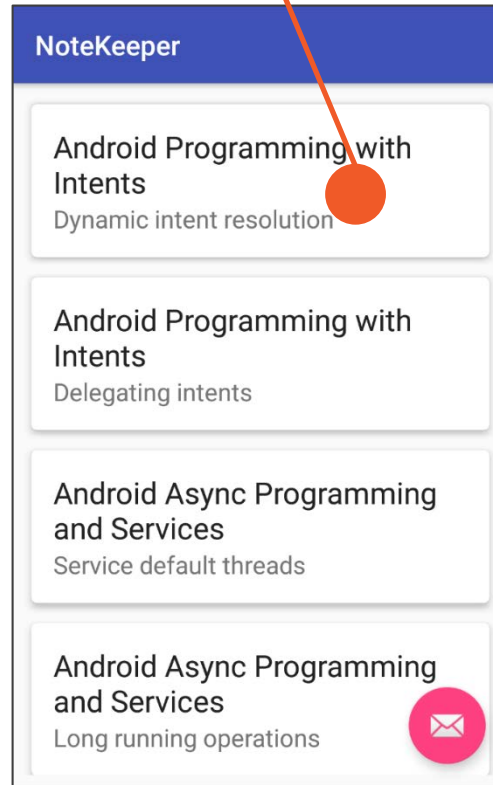 NoteKeeper
Android Programming with
Intents
Dynamic intent resolution
Android Programming with
Intents
Delegating intents
Android Async Programming
and Services
Service default threads
Android Async Programming
and Services
Long running operations